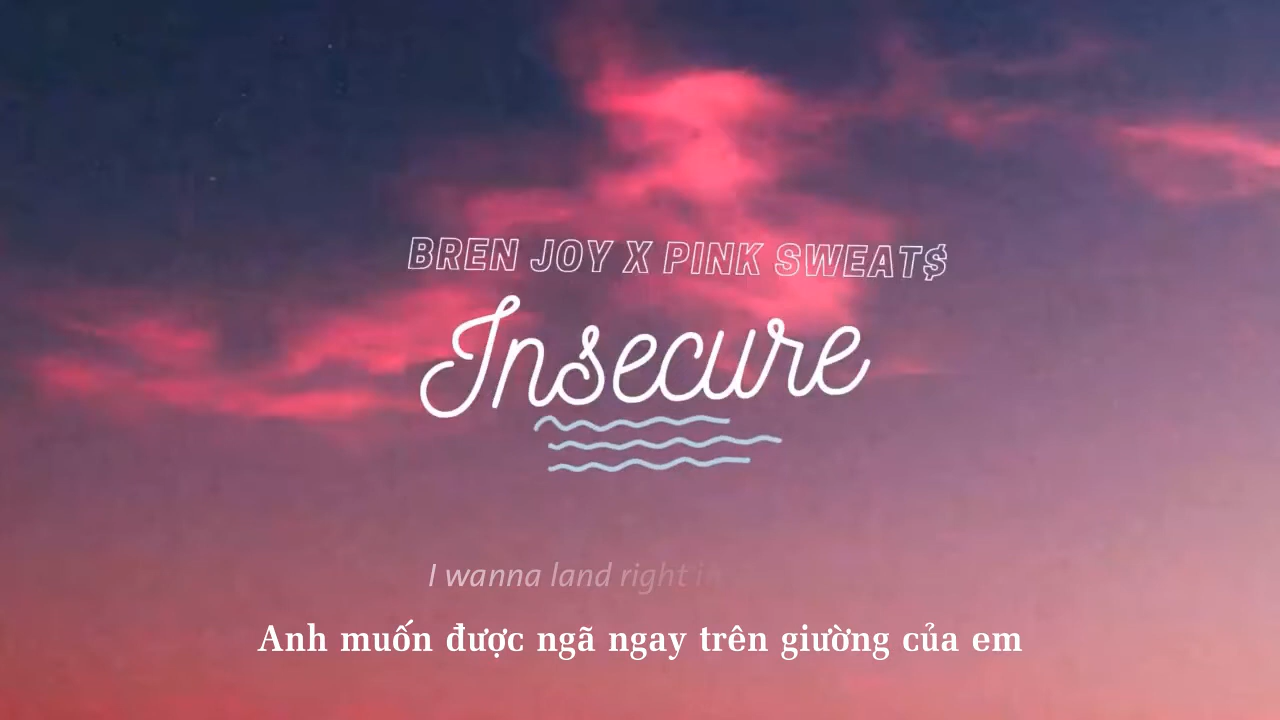 BREN JOY X PINK SWEAT$
Insecure
I wanna land right in
Anh muốn được ngã ngay trên giường của em